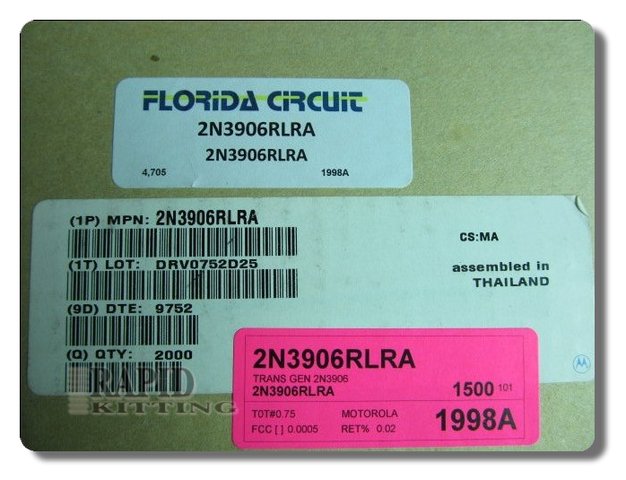 FLORIDA CIRCUIT
2N3906RLRA
2N3906RLRA
4,705 1998A
(1P) MPN: 2N3906RLRA
CS:MA
(1T) LOT: DRV0752D25
assembled in
THAILAND
(9D) DTE: 9752
(Q) QTY: 2000
RAPID
KITTING
2N3906RLRA
TRANS GEN 2N3906
2N3906RLRA 1500 101
TOT#0.75 MOTOROLA 1998A
FCC [ ] 0.0005 RET% 0.02